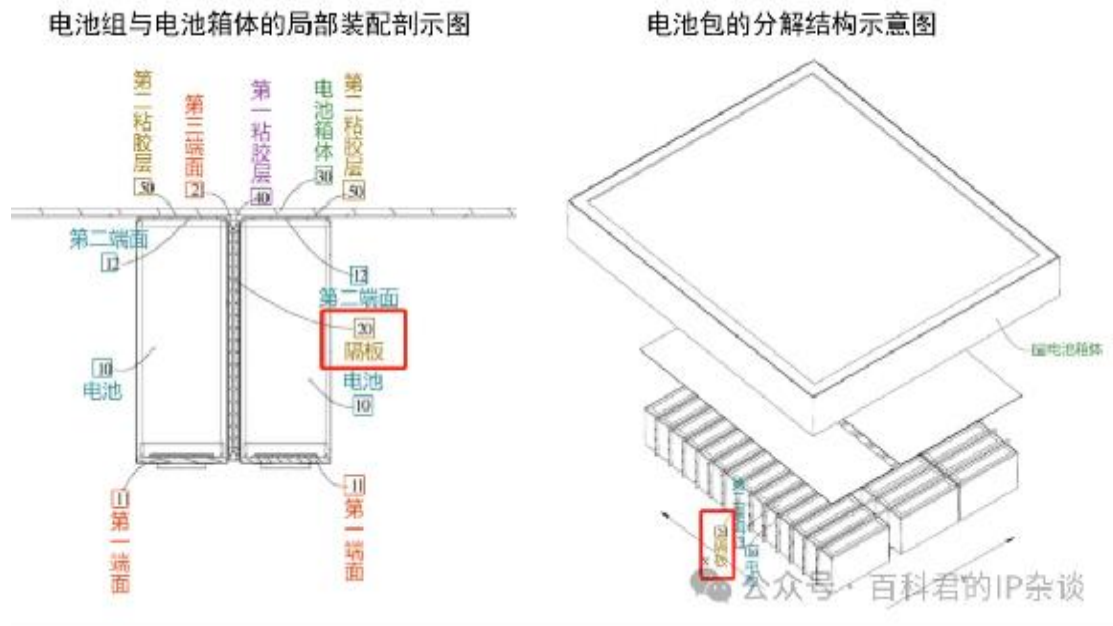 电池组与电池箱体的局部装配剖示图
电池包的分解结构示意图
第二粘胶层
50
第三端面
21
第一粘胶层
40
电池箱体
30
第二粘胶层
50
第二端面
12
12
第二端面
20
隔板
10
电池
电池
10
11
第一端面
11
第一端面
电池箱体
隔板
公众号·百科君的IP杂谈